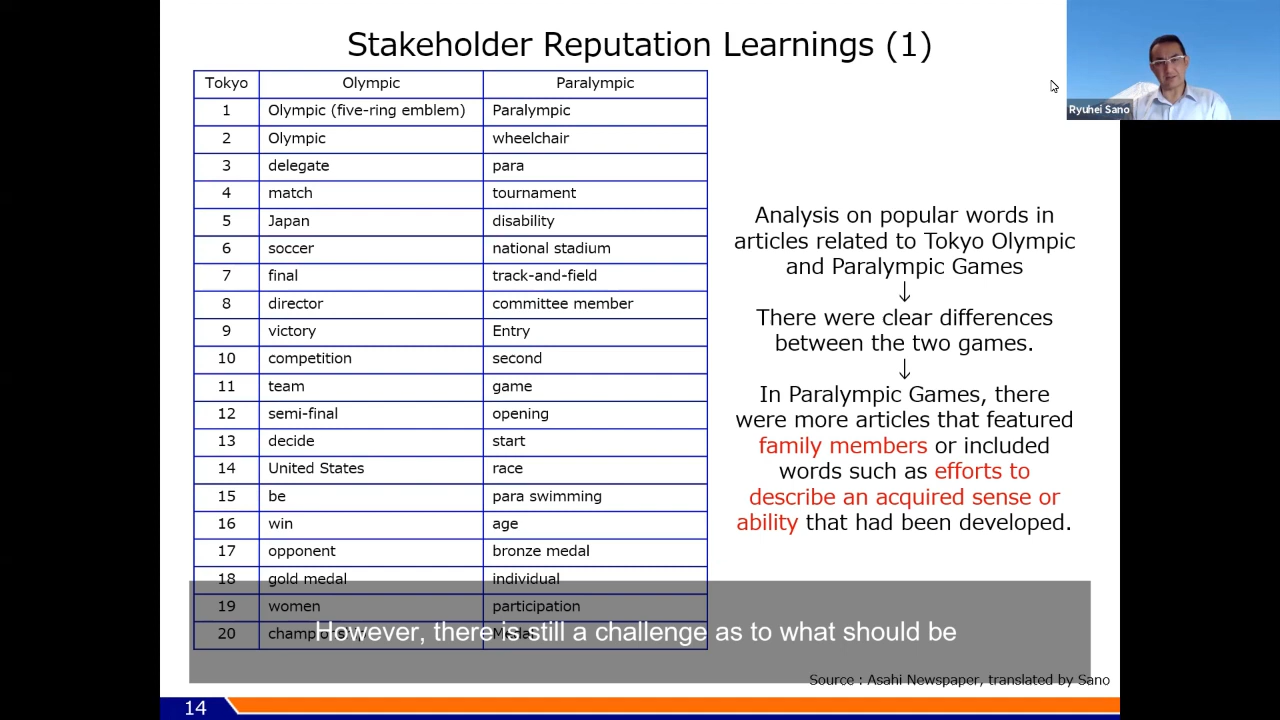 Stakeholder Reputation Learnings (1)
Ryuhei Sano
Tokyo Olympic Paralympic
1 Olympic (five-ring emblem) Paralympic
2 Olympic wheelchair
3 delegate para
4 match tournament
5 Japan disability
6 soccer national stadium
7 final track-and-field
8 director committee member
9 victory Entry
10 competition second
11 team game
12 semi-final opening
13 decide start
14 United States race
15 be para swimming
16 win age
17 opponent bronze medal
18 gold medal individual
19 women participation
20 championship Medal
Analysis on popular words in
articles related to Tokyo Olympic
and Paralympic Games
↓
There were clear differences
between the two games.
↓
In Paralympic Games, there
were more articles that featured
family members or included
words such as efforts to
describe an acquired sense or
ability that had been developed.
However, there is still a challenge as to what should be
Source : Asahi Newspaper, translated by Sano
14